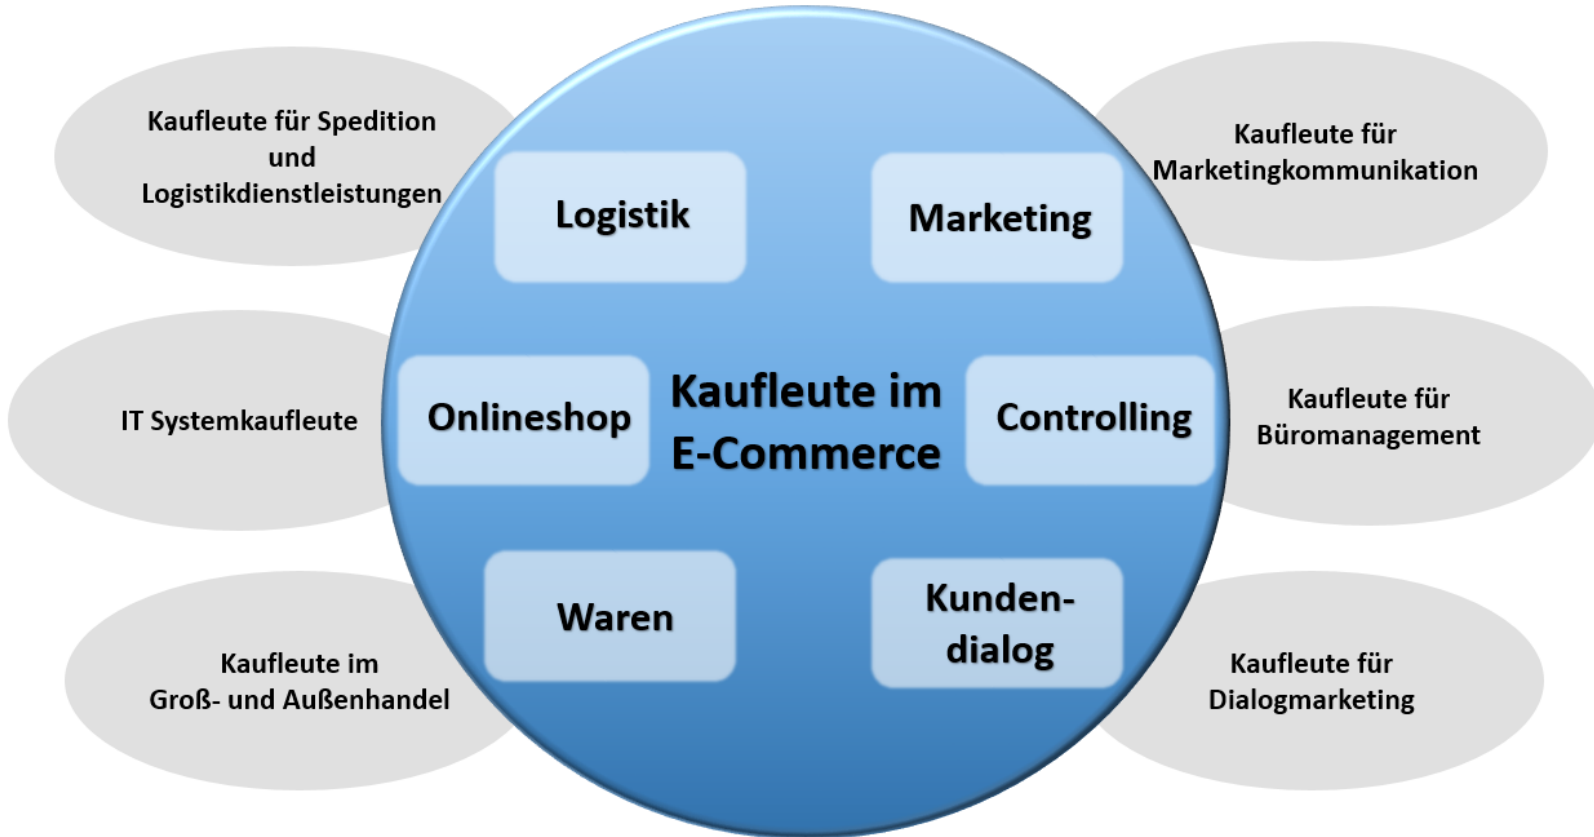 Kaufleute für Spedition
und
Logistikdienstleistungen
Kaufleute für
Marketingkommunikation
Logistik
Marketing
IT Systemkaufleute
Onlineshop
Kaufleute im
E-Commerce
Controlling
Kaufleute für
Büromanagement
Waren
Kunden-
dialog
Kaufleute im
Groß- und Außenhandel
Kaufleute für
Dialogmarketing